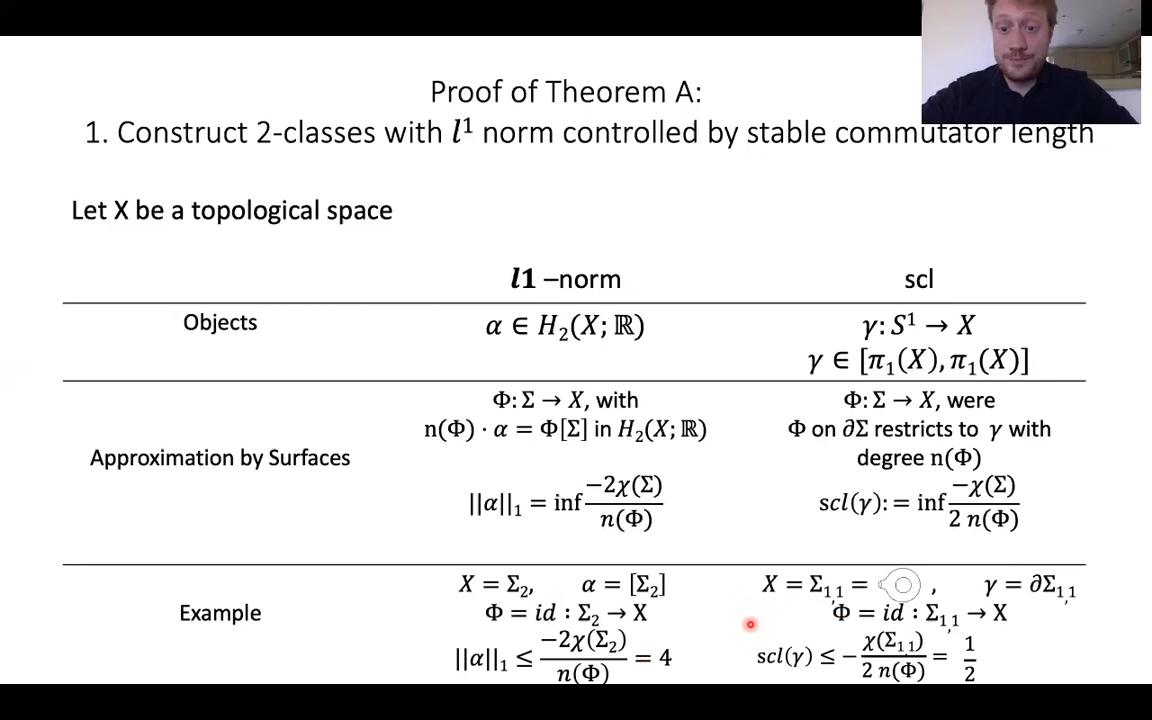 Proof of Theorem A:
1. Construct 2-classes with l¹ norm controlled by stable commutator length
Let X be a topological space
l1 –norm scl
Objects α ∈ H₂(X; ℝ) γ: S¹ → X
γ ∈ [π₁(X), π₁(X)]
Approximation by Surfaces
Φ: Σ → X, with
n(Φ) · α = Φ[Σ] in H₂(X; ℝ)
||α||₁ = inf −2χ(Σ) / n(Φ)
Φ: Σ → X, were
Φ on ∂Σ restricts to γ with
degree n(Φ)
scl(γ): = inf −χ(Σ) / 2 n(Φ)
Example
X = Σ₂, α = [Σ₂]
Φ = id : Σ₂ → X
||α||₁ ≤ −2χ(Σ₂) / n(Φ) = 4
X = Σ₁,₁ = , γ = ∂Σ₁,₁
Φ = id : Σ₁,₁ → X
scl(γ) ≤ − χ(Σ₁,₁) / 2 n(Φ) = 1/2